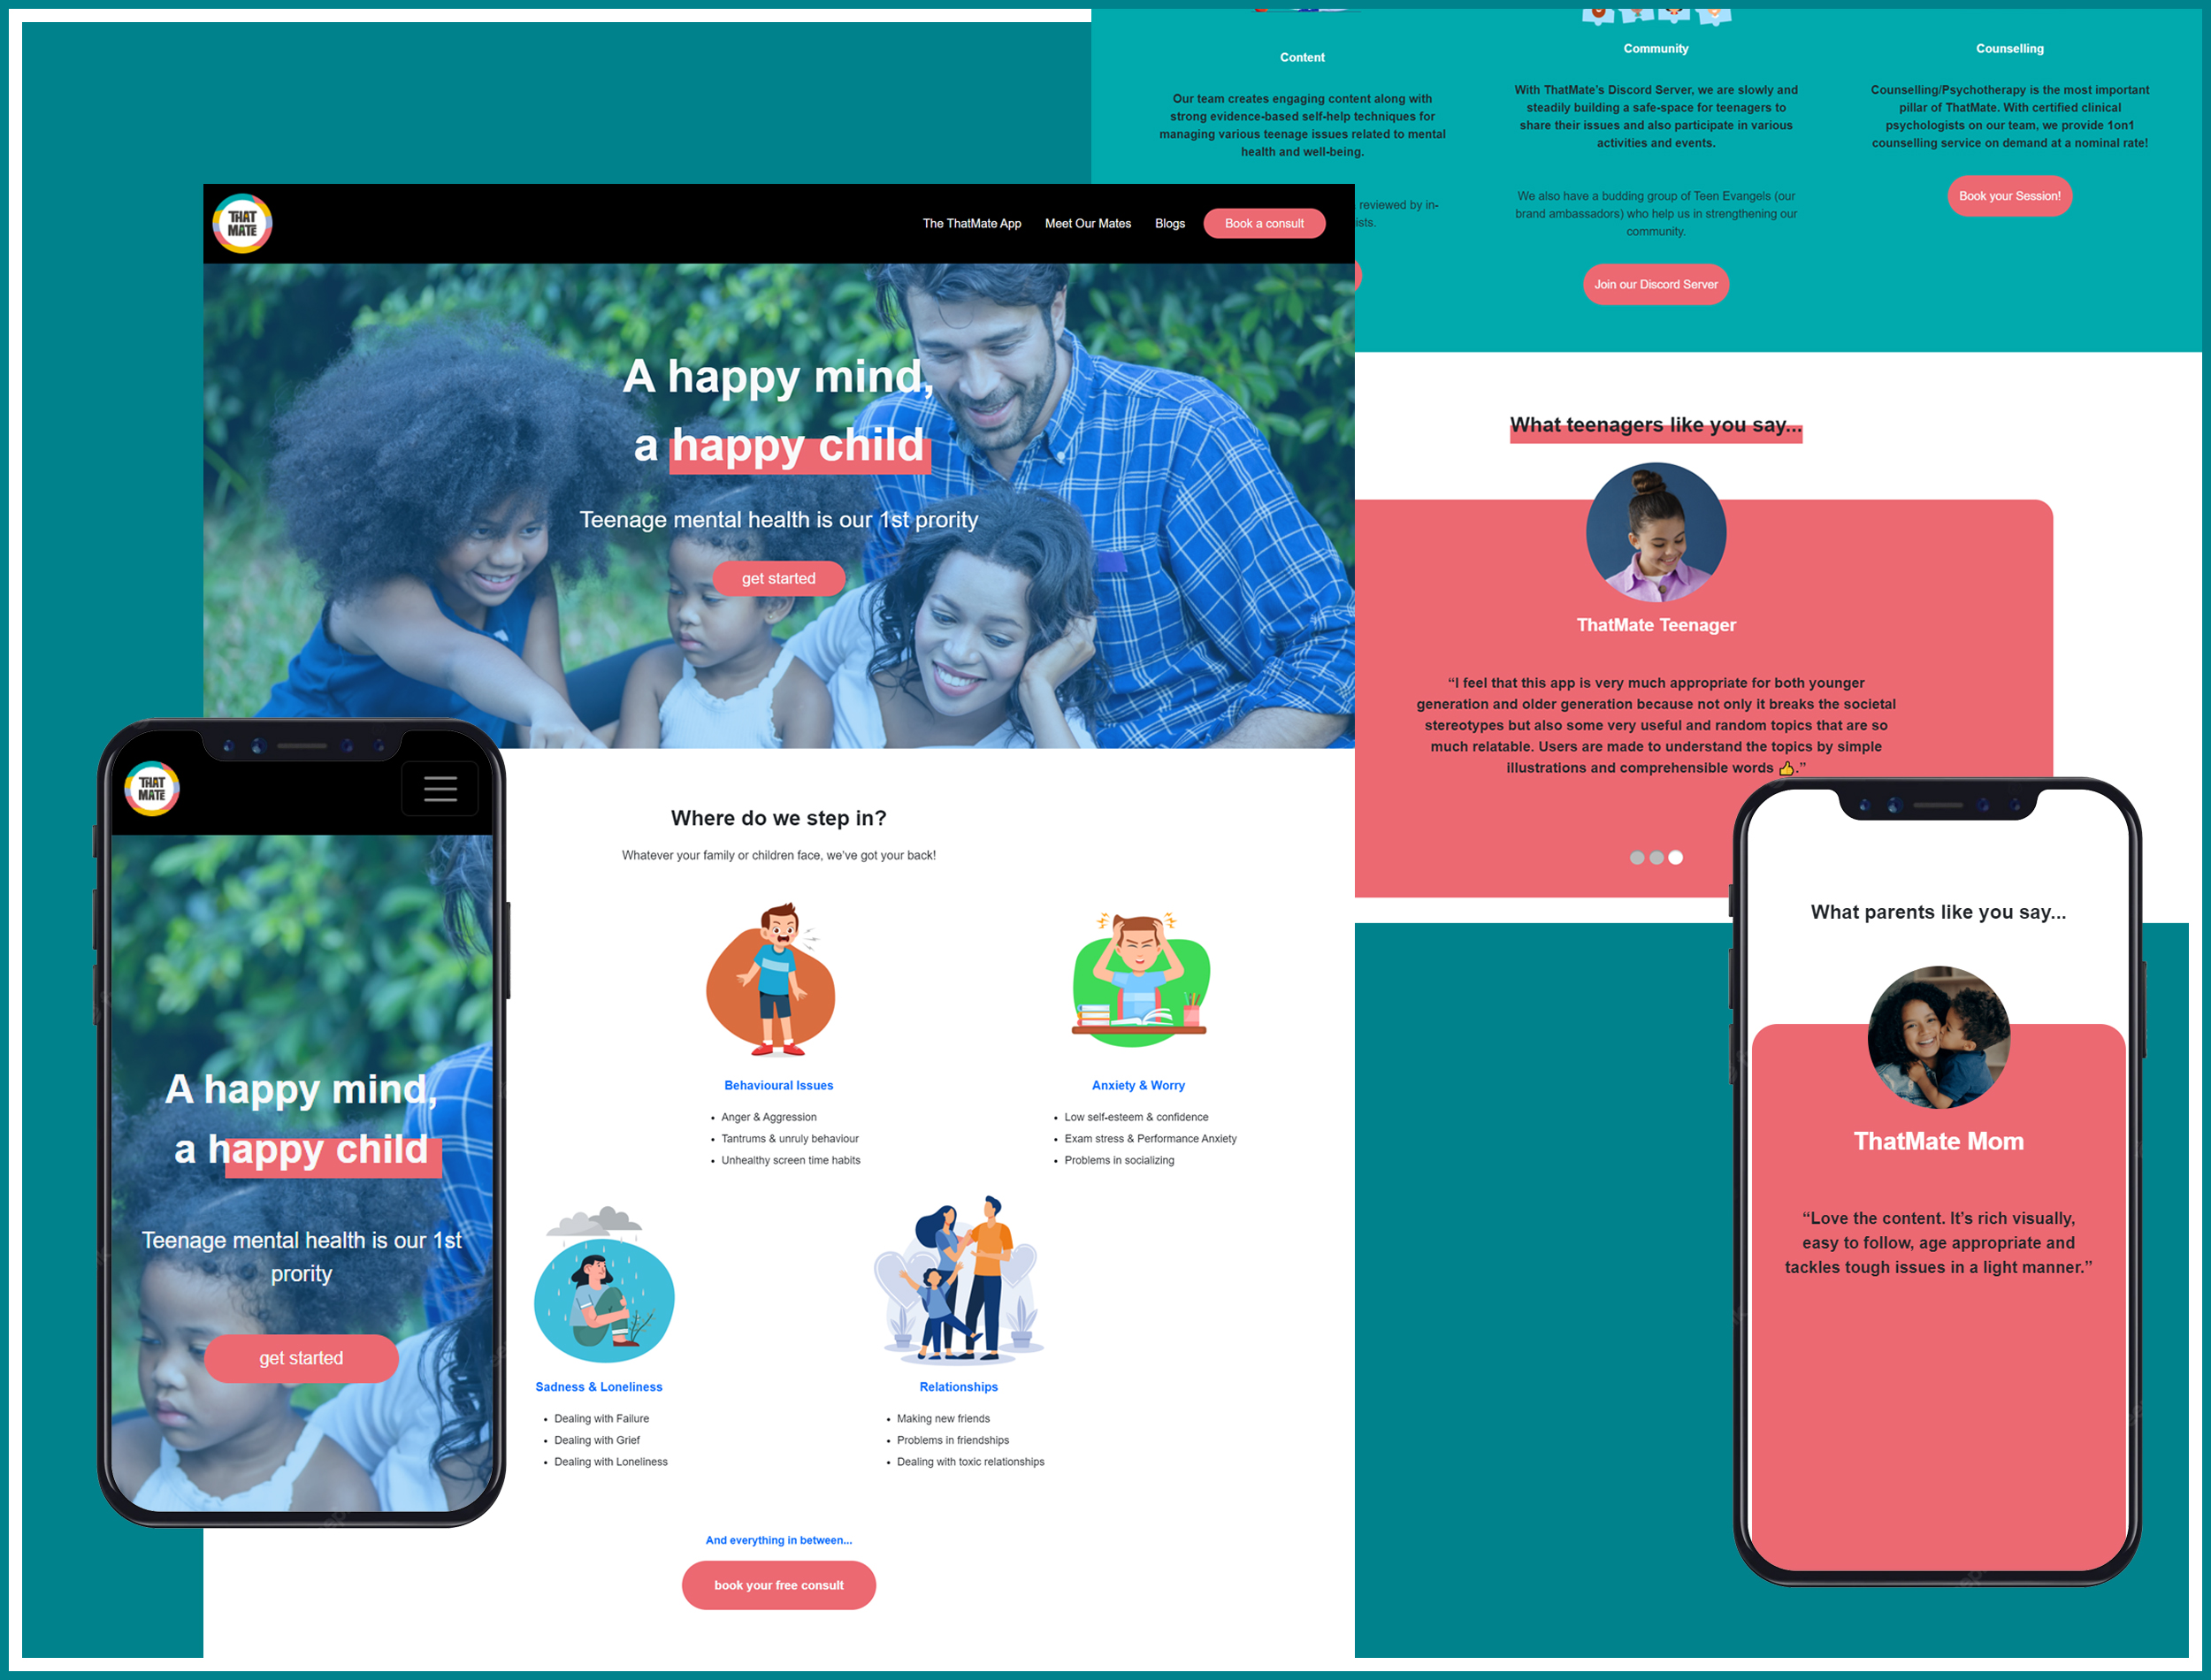 Content
Our team creates engaging content along with
strong evidence-based self-help techniques for
managing various teenage issues related to mental
health and well-being.
reviewed by in-
ists.
Community
With ThatMate's Discord Server, we are slowly and
steadily building a safe-space for teenagers to
share their issues and also participate in various
activities and events.
We also have a budding group of Teen Evangels (our
brand ambassadors) who help us in strengthening our
community.
Join our Discord Server
Counselling
Counselling/Psychotherapy is the most important
pillar of ThatMate. With certified clinical
psychologists on our team, we provide 1on1
counselling service on demand at a nominal rate!
Book your Session!
THAT
MATE
The ThatMate App
Meet Our Mates
Blogs
Book a consult
A happy mind,
a happy child
Teenage mental health is our 1st prority
get started
What teenagers like you say...
ThatMate Teenager
“I feel that this app is very much appropriate for both younger
generation and older generation because not only it breaks the societal
stereotypes but also some very useful and random topics that are so
much relatable. Users are made to understand the topics by simple
illustrations and comprehensible words 👍.”
Where do we step in?
Whatever your family or children face, we've got your back!
Behavioural Issues
• Anger & Aggression
• Tantrums & unruly behaviour
• Unhealthy screen time habits
Anxiety & Worry
• Low self-esteem & confidence
• Exam stress & Performance Anxiety
• Problems in socializing
Sadness & Loneliness
• Dealing with Failure
• Dealing with Grief
• Dealing with Loneliness
Relationships
• Making new friends
• Problems in friendships
• Dealing with toxic relationships
And everything in between...
book your free consult
THAT
MATE
A happy mind,
a happy child
Teenage mental health is our 1st
prority
get started
What parents like you say...
ThatMate Mom
“Love the content. It’s rich visually,
easy to follow, age appropriate and
tackles tough issues in a light manner.”